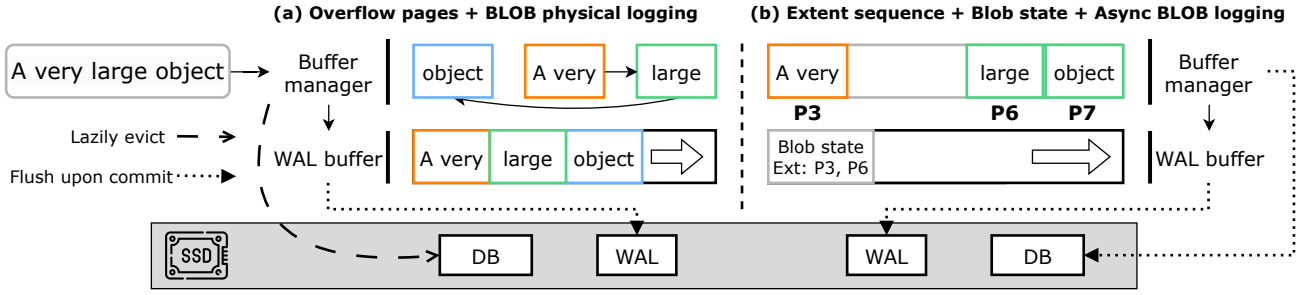 (a) Overflow pages + BLOB physical logging
(b) Extent sequence + Blob state + Async BLOB logging
A very large object
Buffer
manager
object
A very
large
A very
large
object
Buffer
manager
P3
P6
P7
Lazily evict
Flush upon commit
WAL buffer
A very
large
object
Blob state
Ext: P3, P6
WAL buffer
SSD
DB
WAL
WAL
DB